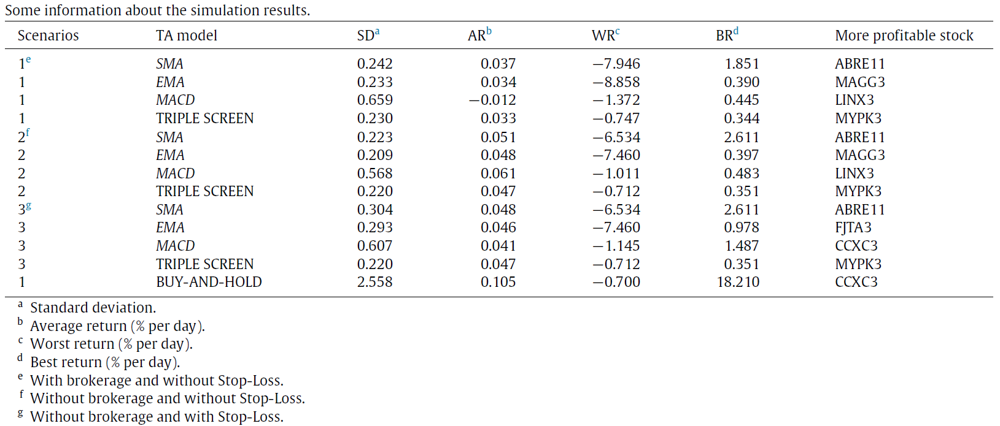 Some information about the simulation results.
Scenarios TA model SDa ARb WRc BRd More profitable stock
1e SMA 0.242 0.037 −7.946 1.851 ABRE11
1 EMA 0.233 0.034 −8.858 0.390 MAGG3
1 MACD 0.659 −0.012 −1.372 0.445 LINX3
1 TRIPLE SCREEN 0.230 0.033 −0.747 0.344 MYPK3
2f SMA 0.223 0.051 −6.534 2.611 ABRE11
2 EMA 0.209 0.048 −7.460 0.397 MAGG3
2 MACD 0.568 0.061 −1.011 0.483 LINX3
2 TRIPLE SCREEN 0.220 0.047 −0.712 0.351 MYPK3
3g SMA 0.304 0.048 −6.534 2.611 ABRE11
3 EMA 0.293 0.046 −7.460 0.978 FJTA3
3 MACD 0.607 0.041 −1.145 1.487 CCXC3
3 TRIPLE SCREEN 0.220 0.047 −0.712 0.351 MYPK3
1 BUY-AND-HOLD 2.558 0.105 −0.700 18.210 CCXC3
a Standard deviation.
b Average return (% per day).
c Worst return (% per day).
d Best return (% per day).
e With brokerage and without Stop-Loss.
f Without brokerage and without Stop-Loss.
g Without brokerage and with Stop-Loss.